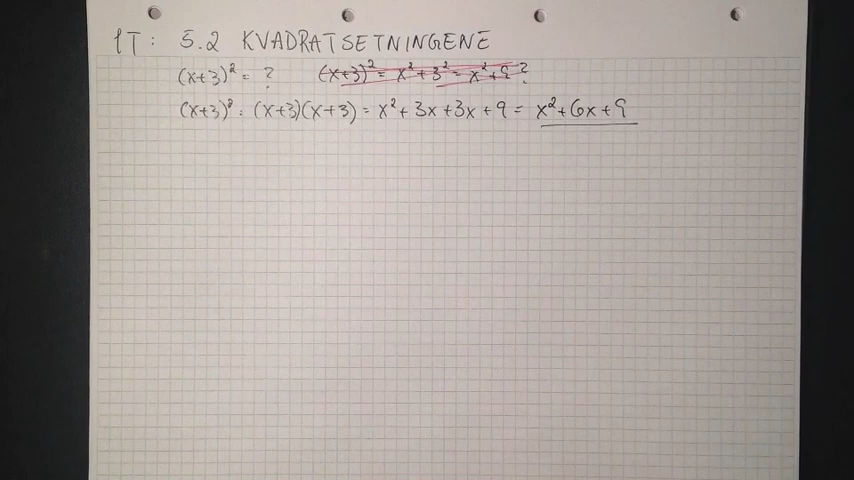 1T: 5.2 KVADRATSETNINGENE
(x+3)² = ? (x+3)² = x² + 3² = x² + 9 ?
(x+3)² = (x+3)(x+3) = x² + 3x + 3x + 9 = x² + 6x + 9